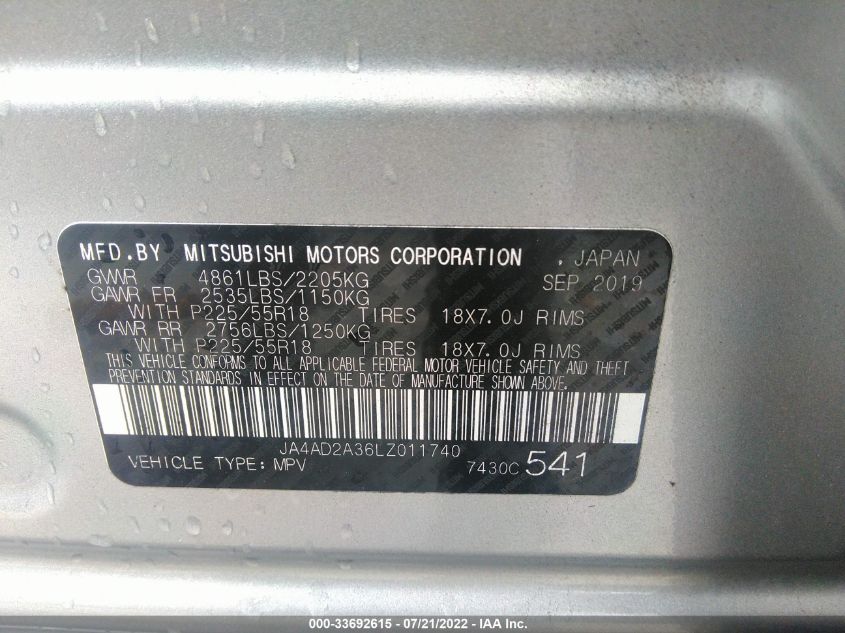 MFD.BY MITSUBISHI MOTORS CORPORATION , JAPAN
GVWR 4861LBS/2205KG SEP 2019
GAWR FR 2535LBS/1150KG
WITH P225/55R18 TIRES 18X7.0J RIMS
GAWR RR 2756LBS/1250KG
WITH P225/55R18 TIRES 18X7.0J RIMS
THIS VEHICLE CONFORMS TO ALL APPLICABLE FEDERAL MOTOR VEHICLE SAFETY AND THEFT
PREVENTION STANDARDS IN EFFECT ON THE DATE OF MANUFACTURE SHOWN ABOVE.
JA4AD2A36LZ011740
VEHICLE TYPE: MPV 7430C 541
000-33692615 - 07/21/2022 - IAA Inc.